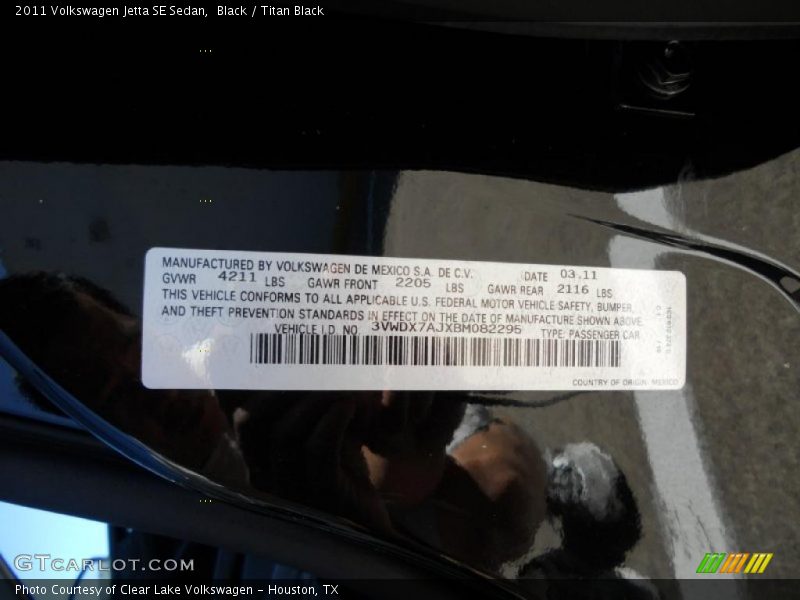 2011 Volkswagen Jetta SE Sedan,  Black / Titan Black
MANUFACTURED BY VOLKSWAGEN DE MEXICO S.A. DE C.V. DATE 03.11
GVWR 4211 LBS GAWR FRONT 2205 LBS GAWR REAR 2116 LBS
THIS VEHICLE CONFORMS TO ALL APPLICABLE U.S. FEDERAL MOTOR VEHICLE SAFETY, BUMPER,
AND THEFT PREVENTION STANDARDS IN EFFECT ON THE DATE OF MANUFACTURE SHOWN ABOVE.
VEHICLE I.D. NO. 3VWDX7AJXBM082295 TYPE: PASSENGER CAR
COUNTRY OF ORIGIN: MEXICO
GTCARLOT.COM
Photo Courtesy of Clear Lake Volkswagen - Houston, TX